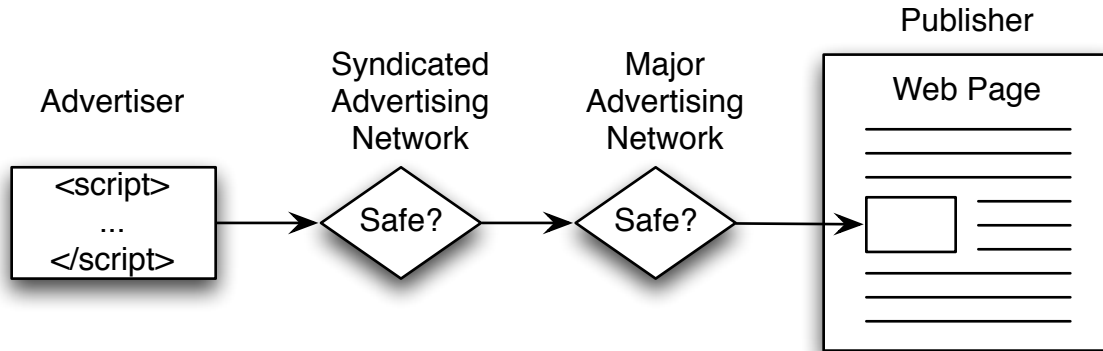 Advertiser
<script>
...
</script>
Syndicated
Advertising
Network
Safe?
Major
Advertising
Network
Safe?
Publisher
Web Page